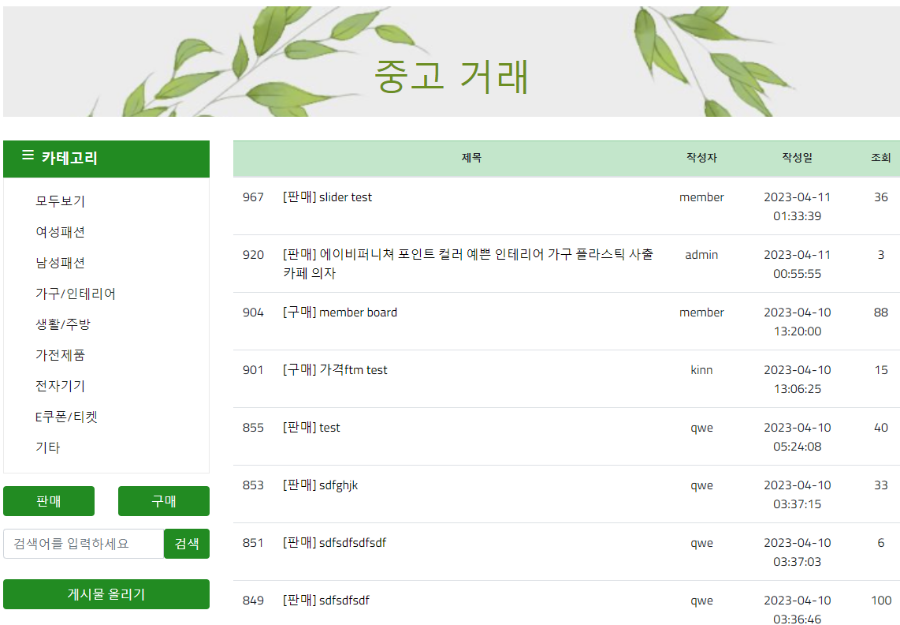 중고 거래
☰ 카테고리
모두보기
여성패션
남성패션
가구/인테리어
생활/주방
가전제품
전자기기
E쿠폰/티켓
기타
판매 구매
검색어를 입력하세요 검색
게시물 올리기
제목 작성자 작성일 조회
967 [판매] slider test member 2023-04-11 36
01:33:39
920 [판매] 에이비퍼니쳐 포인트 컬러 예쁜 인테리어 가구 플라스틱 사출 admin 2023-04-11 3
카페 의자 00:55:55
904 [구매] member board member 2023-04-10 88
13:20:00
901 [구매] 가격ftm test kinn 2023-04-10 15
13:06:25
855 [판매] test qwe 2023-04-10 40
05:24:08
853 [판매] sdfghjk qwe 2023-04-10 33
03:37:15
851 [판매] sdfsdfsdfsdf qwe 2023-04-10 6
03:37:03
849 [판매] sdfsdfsdf qwe 2023-04-10 100
03:36:46